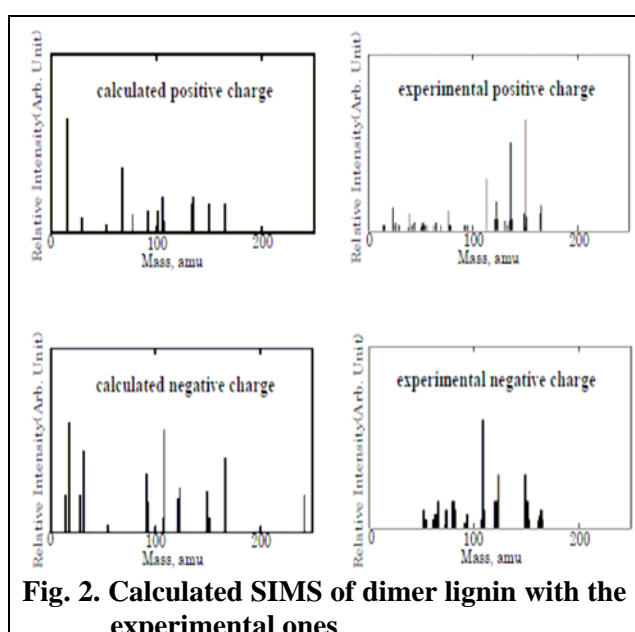 Relative Intensity(Arb. Unit)
calculated positive charge
0 100 200
Mass, amu
Relative Intensity(Arb. Unit)
experimental positive charge
0 100 200
Mass, amu
Relative Intensity(Arb. Unit)
calculated negative charge
0 100 200
Mass, amu
Relative Intensity(Arb. Unit)
experimental negative charge
0 100 200
Mass, amu
Fig. 2. Calculated SIMS of dimer lignin with the
experimental ones